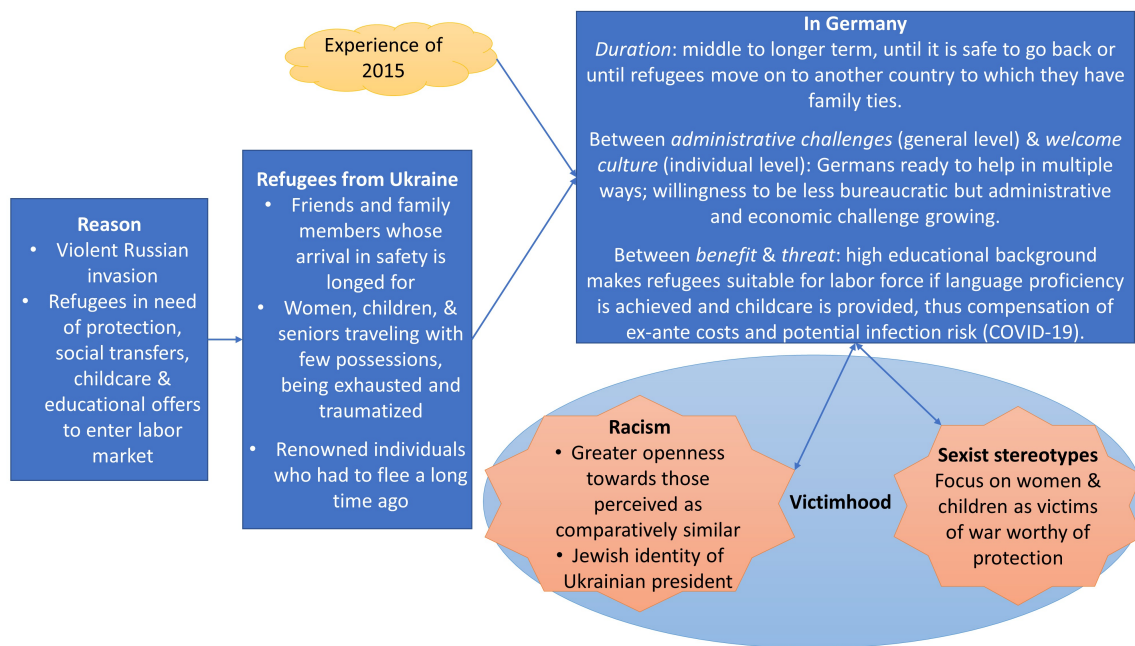 Experience of
2015
Reason
• Violent Russian
invasion
• Refugees in need
of protection,
social transfers,
childcare &
educational offers
to enter labor
market
Refugees from Ukraine
• Friends and family
members whose
arrival in safety is
longed for
• Women, children, &
seniors traveling with
few possessions,
being exhausted and
traumatized
• Renowned individuals
who had to flee a long
time ago
In Germany
Duration: middle to longer term, until it is safe to go back or
until refugees move on to another country to which they have
family ties.
Between administrative challenges (general level) & welcome
culture (individual level): Germans ready to help in multiple
ways; willingness to be less bureaucratic but administrative
and economic challenge growing.
Between benefit & threat: high educational background
makes refugees suitable for labor force if language proficiency
is achieved and childcare is provided, thus compensation of
ex-ante costs and potential infection risk (COVID-19).
Racism
• Greater openness
towards those
perceived as
comparatively similar
• Jewish identity of
Ukrainian president
Victimhood
Sexist stereotypes
Focus on women &
children as victims
of war worthy of
protection